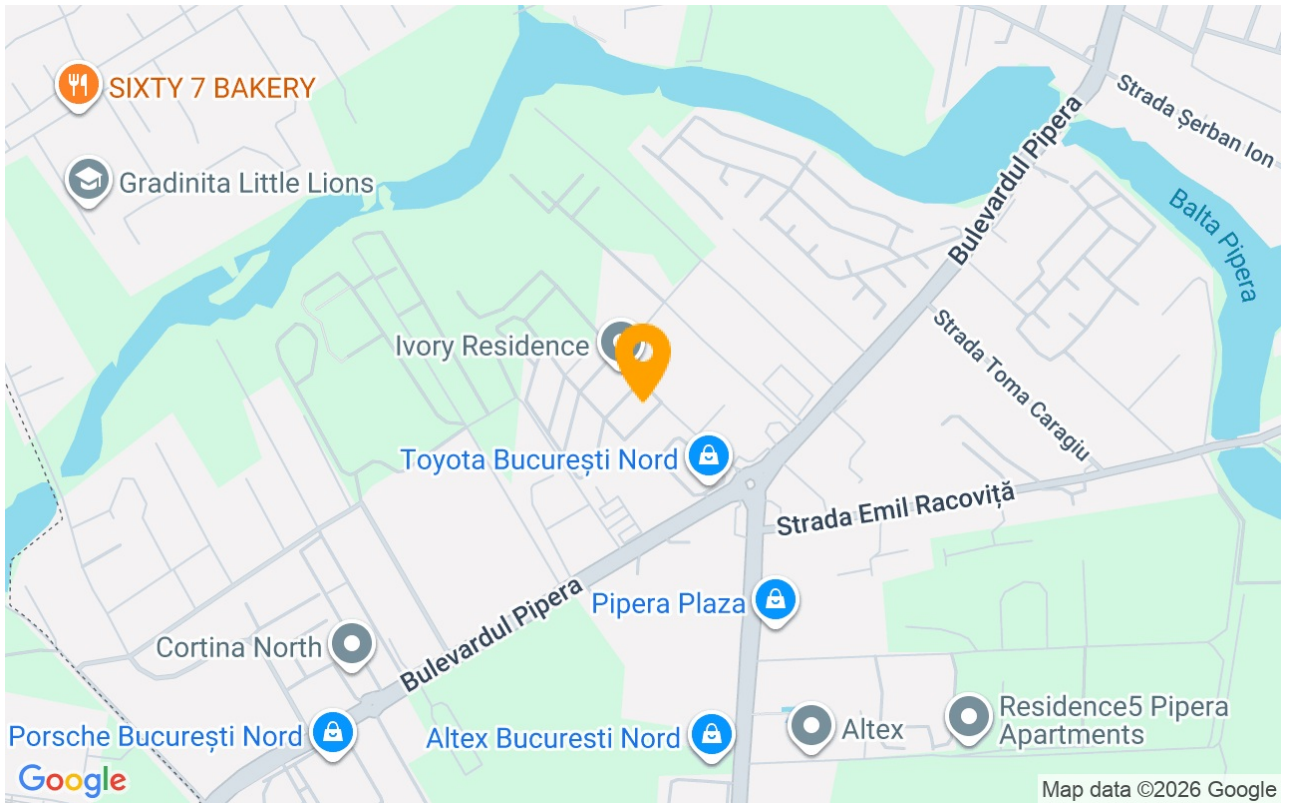 SIXTY 7 BAKERY
Strada Șerban Ion
Gradinita Little Lions
Bulevardul Pipera
Balta Pipera
Ivory Residence
Strada Toma Caragiu
Toyota București Nord
Strada Emil Racoviță
Pipera Plaza
Bulevardul Pipera
Cortina North
Residence5 Pipera
Apartments
Porsche București Nord
Altex Bucuresti Nord
Altex
Google
Map data ©2026 Google